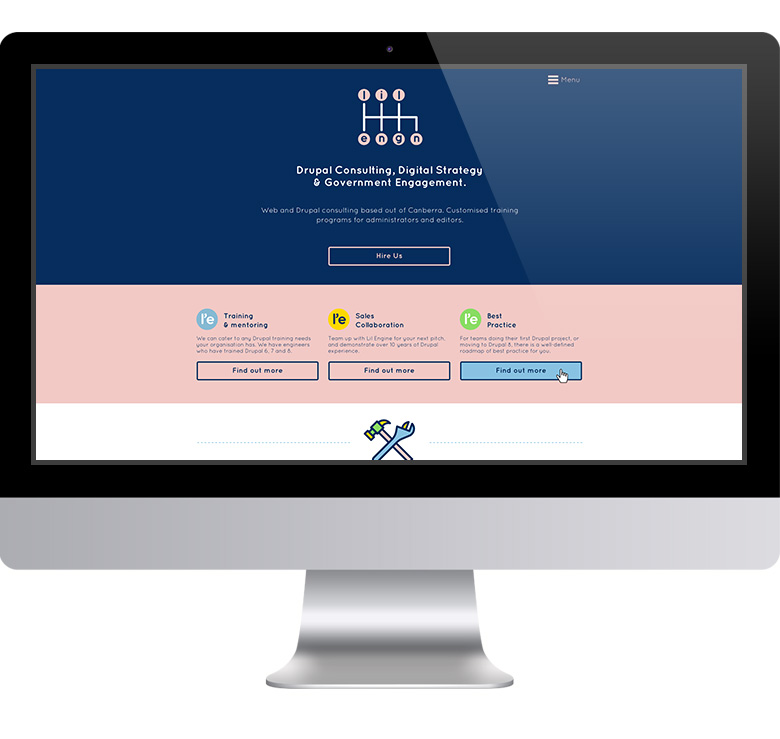 Menu
l i l
e n g n
Drupal Consulting, Digital Strategy
& Government Engagement.
Web and Drupal consulting based out of Canberra. Customised training
programs for administrators and editors.
Hire Us
l'e Training
& mentoring
We can cater to any Drupal training needs
your organisation has. We have engineers
who have trained Drupal 6, 7 and 8.
Find out more
l'e Sales
Collaboration
Team up with Lil Engine for your next pitch,
and demonstrate over 10 years of Drupal
experience.
Find out more
l'e Best
Practice
For teams doing their first Drupal project, or
moving to Drupal 8, there is a well-defined
roadmap of best practice for you.
Find out more